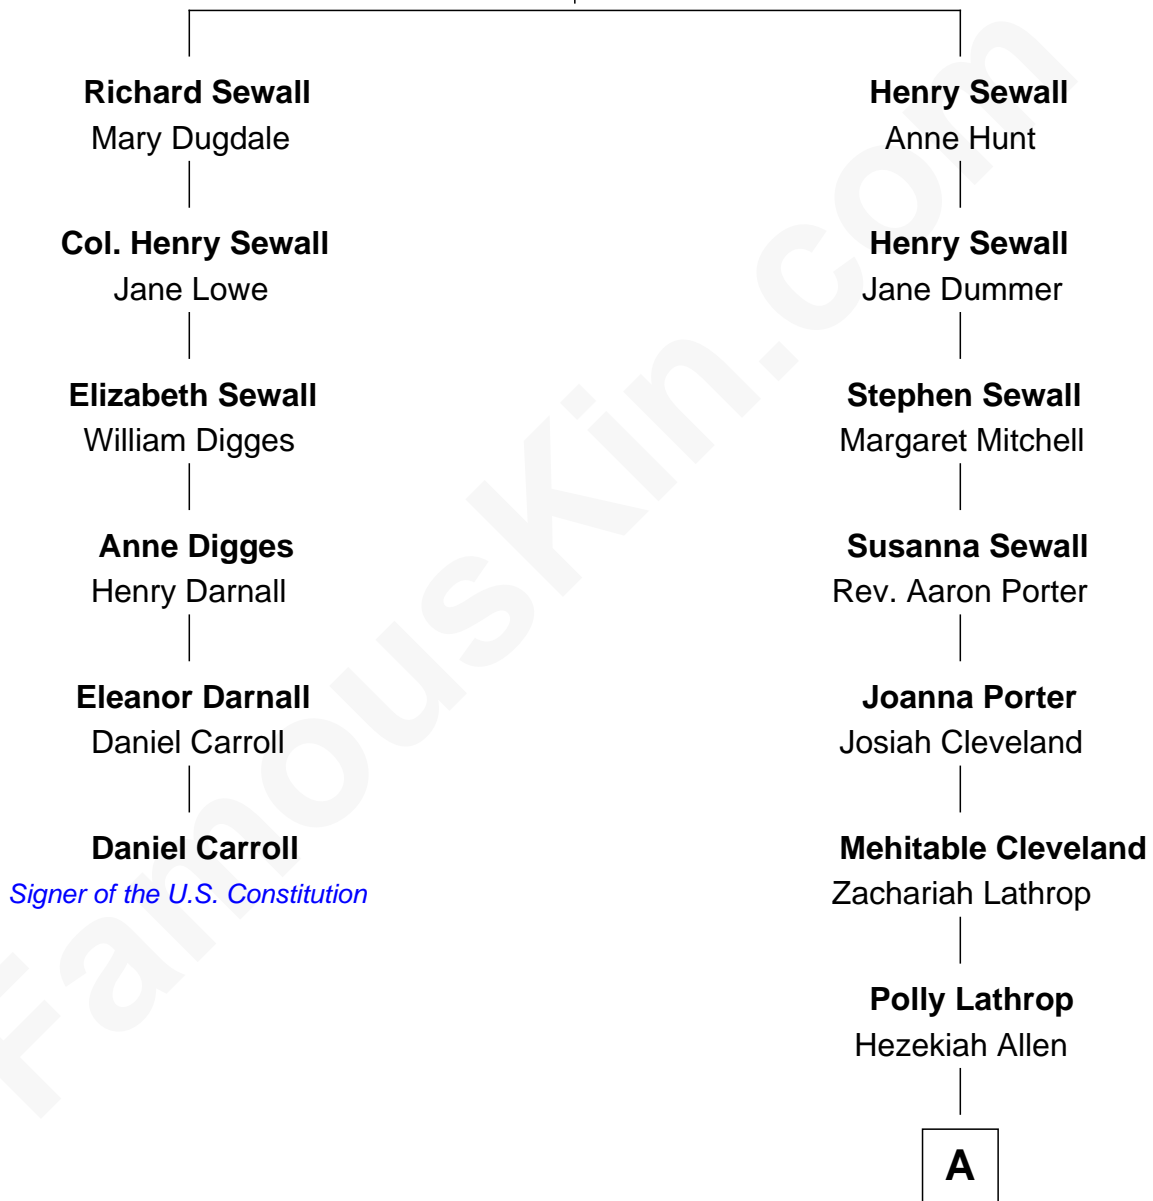 Richard Sewall
Mary Dugdale
Col. Henry Sewall
Jane Lowe
Elizabeth Sewall
William Digges
Anne Digges
Henry Darnall
Eleanor Darnall
Daniel Carroll
Daniel Carroll
Signer of the U.S. Constitution
Henry Sewall
Anne Hunt
Henry Sewall
Jane Dummer
Stephen Sewall
Margaret Mitchell
Susanna Sewall
Rev. Aaron Porter
Joanna Porter
Josiah Cleveland
Mehitable Cleveland
Zachariah Lathrop
Polly Lathrop
Hezekiah Allen
A
FamousKin.com